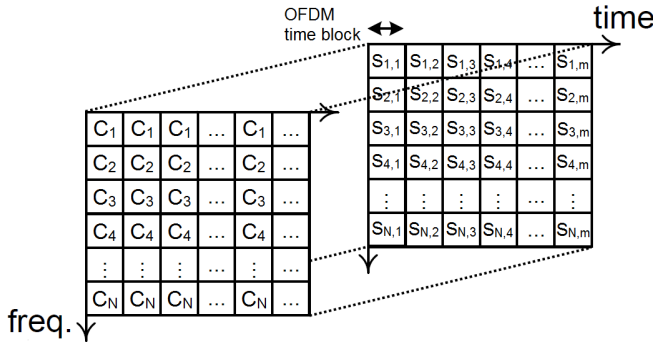 OFDM
time block
time
S1,1 S1,2 S1,3 S1,4 ... S1,m
S2,1 S2,2 S2,3 S2,4 ... S2,m
S3,1 S3,2 S3,3 S3,4 ... S3,m
S4,1 S4,2 S4,3 S4,4 ... S4,m
⋮ ⋮ ⋮ ⋮ ... ⋮
SN,1 SN,2 SN,3 SN,4 ... SN,m
C1 C1 C1 ... C1 ...
C2 C2 C2 ... C2 ...
C3 C3 C3 ... C3 ...
C4 C4 C4 ... C4 ...
⋮ ⋮ ⋮ ... ⋮ ...
CN CN CN ... CN ...
freq.